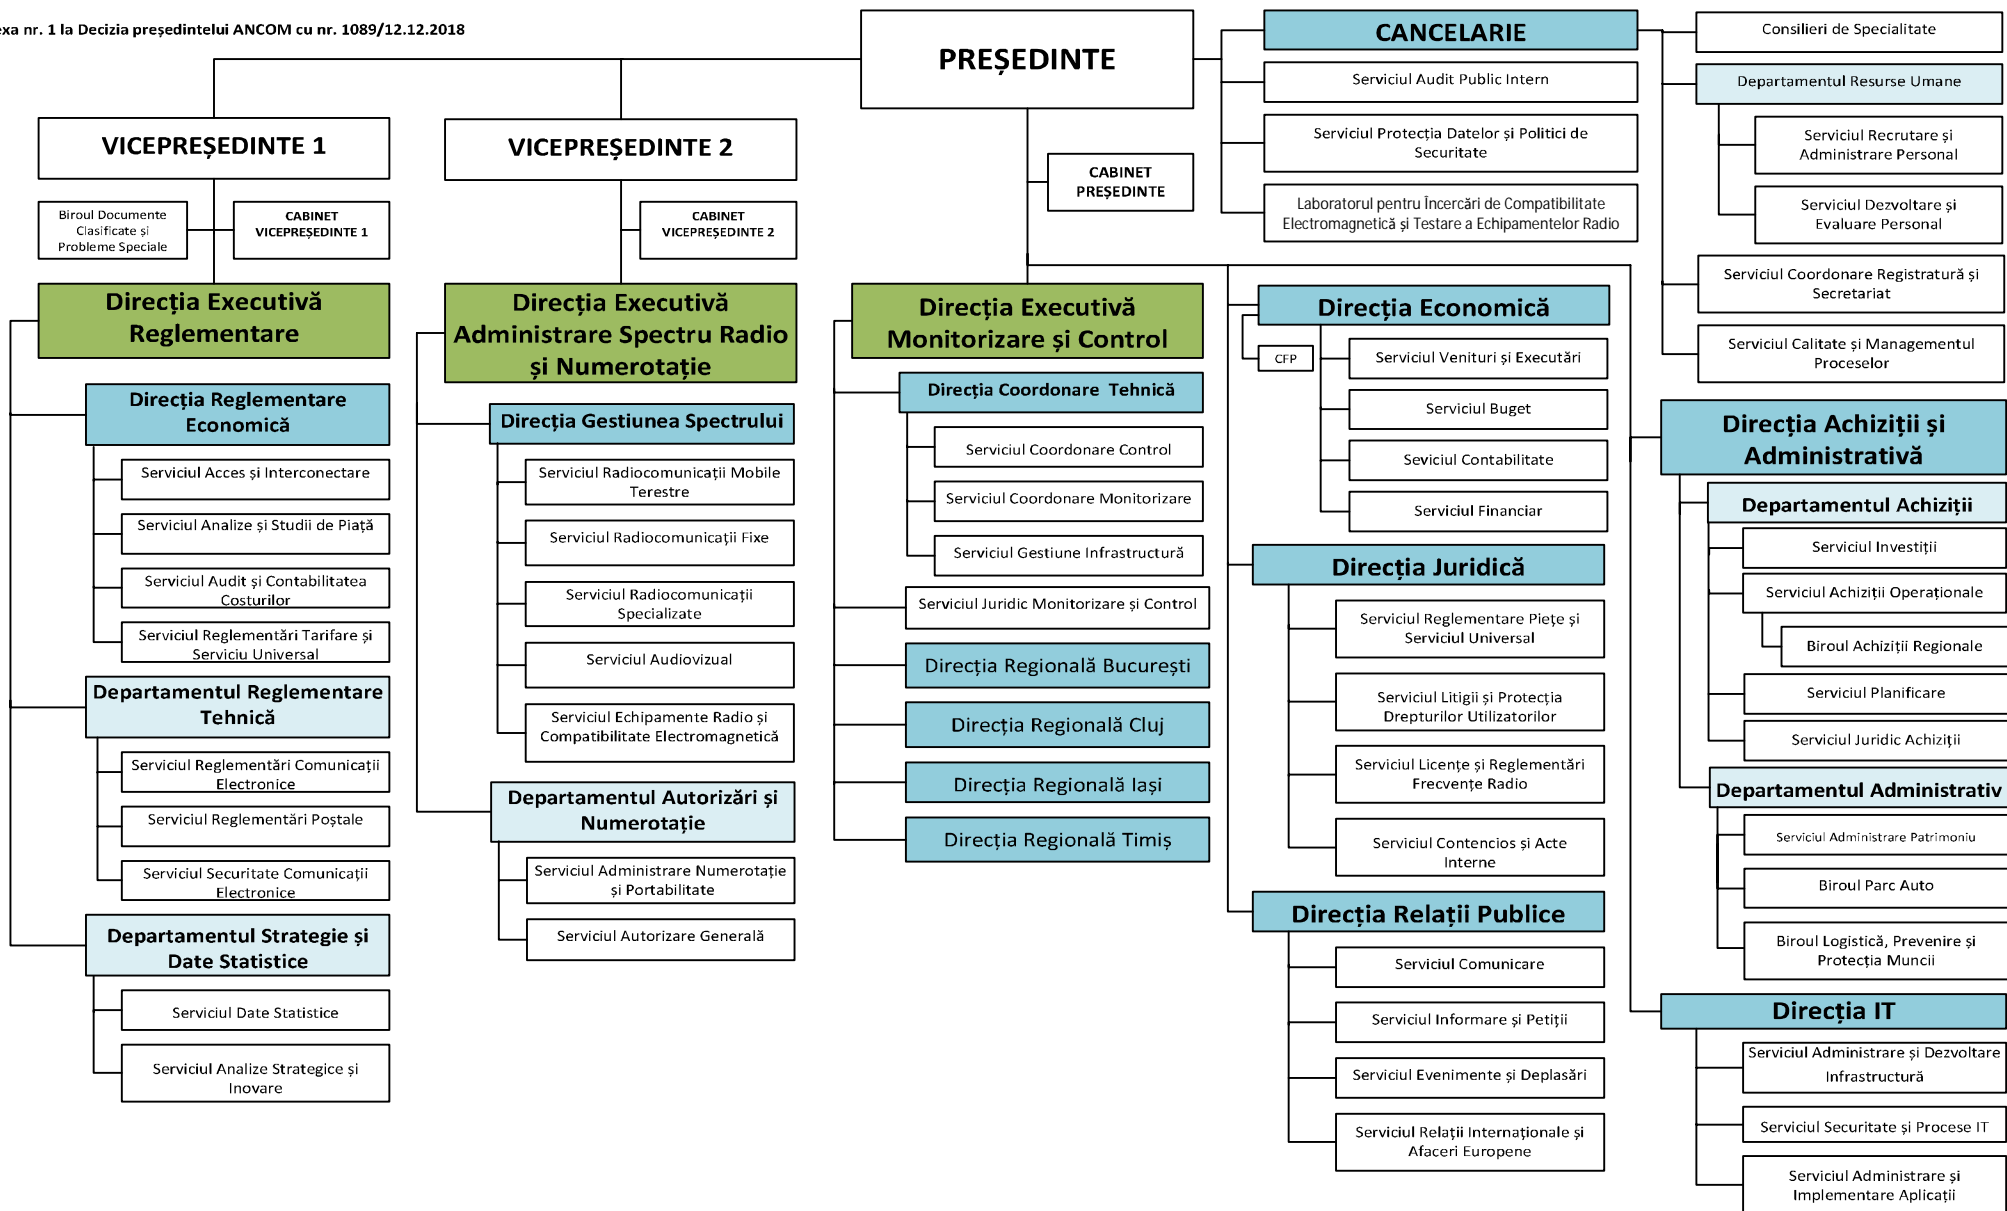 exa nr. 1 la Decizia președintelui ANCOM cu nr. 1089/12.12.2018
PREȘEDINTE
CANCELARIE
Consilieri de Specialitate
Serviciul Audit Public Intern
Departamentul Resurse Umane
Serviciul Protecția Datelor și Politici de
Securitate
Serviciul Recrutare și
Administrare Personal
Laboratorul pentru Încercări de Compatibilitate
Electromagnetică și Testare a Echipamentelor Radio
Serviciul Dezvoltare și
Evaluare Personal
Serviciul Coordonare Registratură și
Secretariat
Serviciul Calitate și Managementul
Proceselor
VICEPREȘEDINTE 1
VICEPREȘEDINTE 2
CABINET
PREȘEDINTE
Biroul Documente
Clasificate și
Probleme Speciale
CABINET
VICEPREȘEDINTE 1
CABINET
VICEPREȘEDINTE 2
Direcția Executivă
Reglementare
Direcția Reglementare
Economică
Serviciul Acces și Interconectare
Serviciul Analize și Studii de Piață
Serviciul Audit și Contabilitatea
Costurilor
Serviciul Reglementări Tarifare și
Serviciu Universal
Departamentul Reglementare
Tehnică
Serviciul Reglementări Comunicații
Electronice
Serviciul Reglementări Poștale
Serviciul Securitate Comunicații
Electronice
Departamentul Strategie și
Date Statistice
Serviciul Date Statistice
Serviciul Analize Strategice și
Inovare
Direcția Executivă
Administrare Spectru Radio
și Numerotație
Direcția Gestiunea Spectrului
Serviciul Radiocomunicații Mobile
Terestre
Serviciul Radiocomunicații Fixe
Serviciul Radiocomunicații
Specializate
Serviciul Audiovizual
Serviciul Echipamente Radio și
Compatibilitate Electromagnetică
Departamentul Autorizări și
Numerotație
Serviciul Administrare Numerotație
și Portabilitate
Serviciul Autorizare Generală
Direcția Executivă
Monitorizare și Control
Direcția Coordonare Tehnică
Serviciul Coordonare Control
Serviciul Coordonare Monitorizare
Serviciul Gestiune Infrastructură
Serviciul Juridic Monitorizare și Control
Direcția Regională București
Direcția Regională Cluj
Direcția Regională Iași
Direcția Regională Timiș
Direcția Economică
CFP
Serviciul Venituri și Executări
Serviciul Buget
Seviciul Contabilitate
Serviciul Financiar
Direcția Juridică
Serviciul Reglementare Piețe și
Serviciul Universal
Serviciul Litigii și Protecția
Drepturilor Utilizatorilor
Serviciul Licențe și Reglementări
Frecvențe Radio
Serviciul Contencios și Acte
Interne
Direcția Relații Publice
Serviciul Comunicare
Serviciul Informare și Petiții
Serviciul Evenimente și Deplasări
Serviciul Relații Internaționale și
Afaceri Europene
Direcția Achiziții și
Administrativă
Departamentul Achiziții
Serviciul Investiții
Serviciul Achiziții Operaționale
Biroul Achiziții Regionale
Serviciul Planificare
Serviciul Juridic Achiziții
Departamentul Administrativ
Serviciul Administrare Patrimoniu
Biroul Parc Auto
Biroul Logistică, Prevenire și
Protecția Muncii
Direcția IT
Serviciul Administrare și Dezvoltare
Infrastructură
Serviciul Securitate și Procese IT
Serviciul Administrare și
Implementare Aplicații